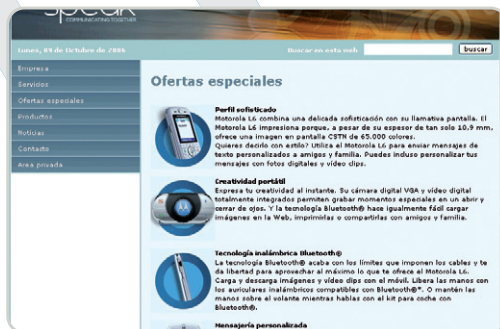 speak
COMMUNICATING TOGETHER
Lunes, 09 de Octubre de 2006
Buscar en esta web
buscar
Empresa
Servicios
Ofertas especiales
Productos
Noticias
Contacto
Area privada
Ofertas especiales
Perfil sofisticado
Motorola L6 combina una delicada sofisticación con su llamativa pantalla. El
Motorola L6 impresiona porque, a pesar de su espesor de tan solo 10,9 mm,
ofrece una imagen en pantalla CSTN de 65.000 colores.
Quieres decirlo con estilo? Utiliza el Motorola L6 para enviar mensajes de
texto personalizados a amigos y familia. Puedes incluso personalizar tus
mensajes con fotos digitales y video clips.
Creatividad portátil
Expresa tu creatividad al instante. Su cámara digital VGA y video digital
totalmente integrados permiten grabar momentos especiales en un abrir y
cerrar de ojos. Y la tecnología Bluetooth® hace igualmente fácil cargar
imágenes en la Web, imprimirlas o compartirlas con amigos y familia.
Tecnología inalámbrica Bluetooth®
La tecnología Bluetooth® acaba con los límites que imponen los cables y te
da libertad para aprovechar al máximo lo que te ofrece el Motorola L6.
Carga y descarga imágenes y video clips con el móvil. Libera las manos con
los auriculares inalámbricos compatibles con Bluetooth®*. O mantén las
manos sobre el volante mientras hablas con el kit para coche con
Bluetooth®.
Mensajería personalizada